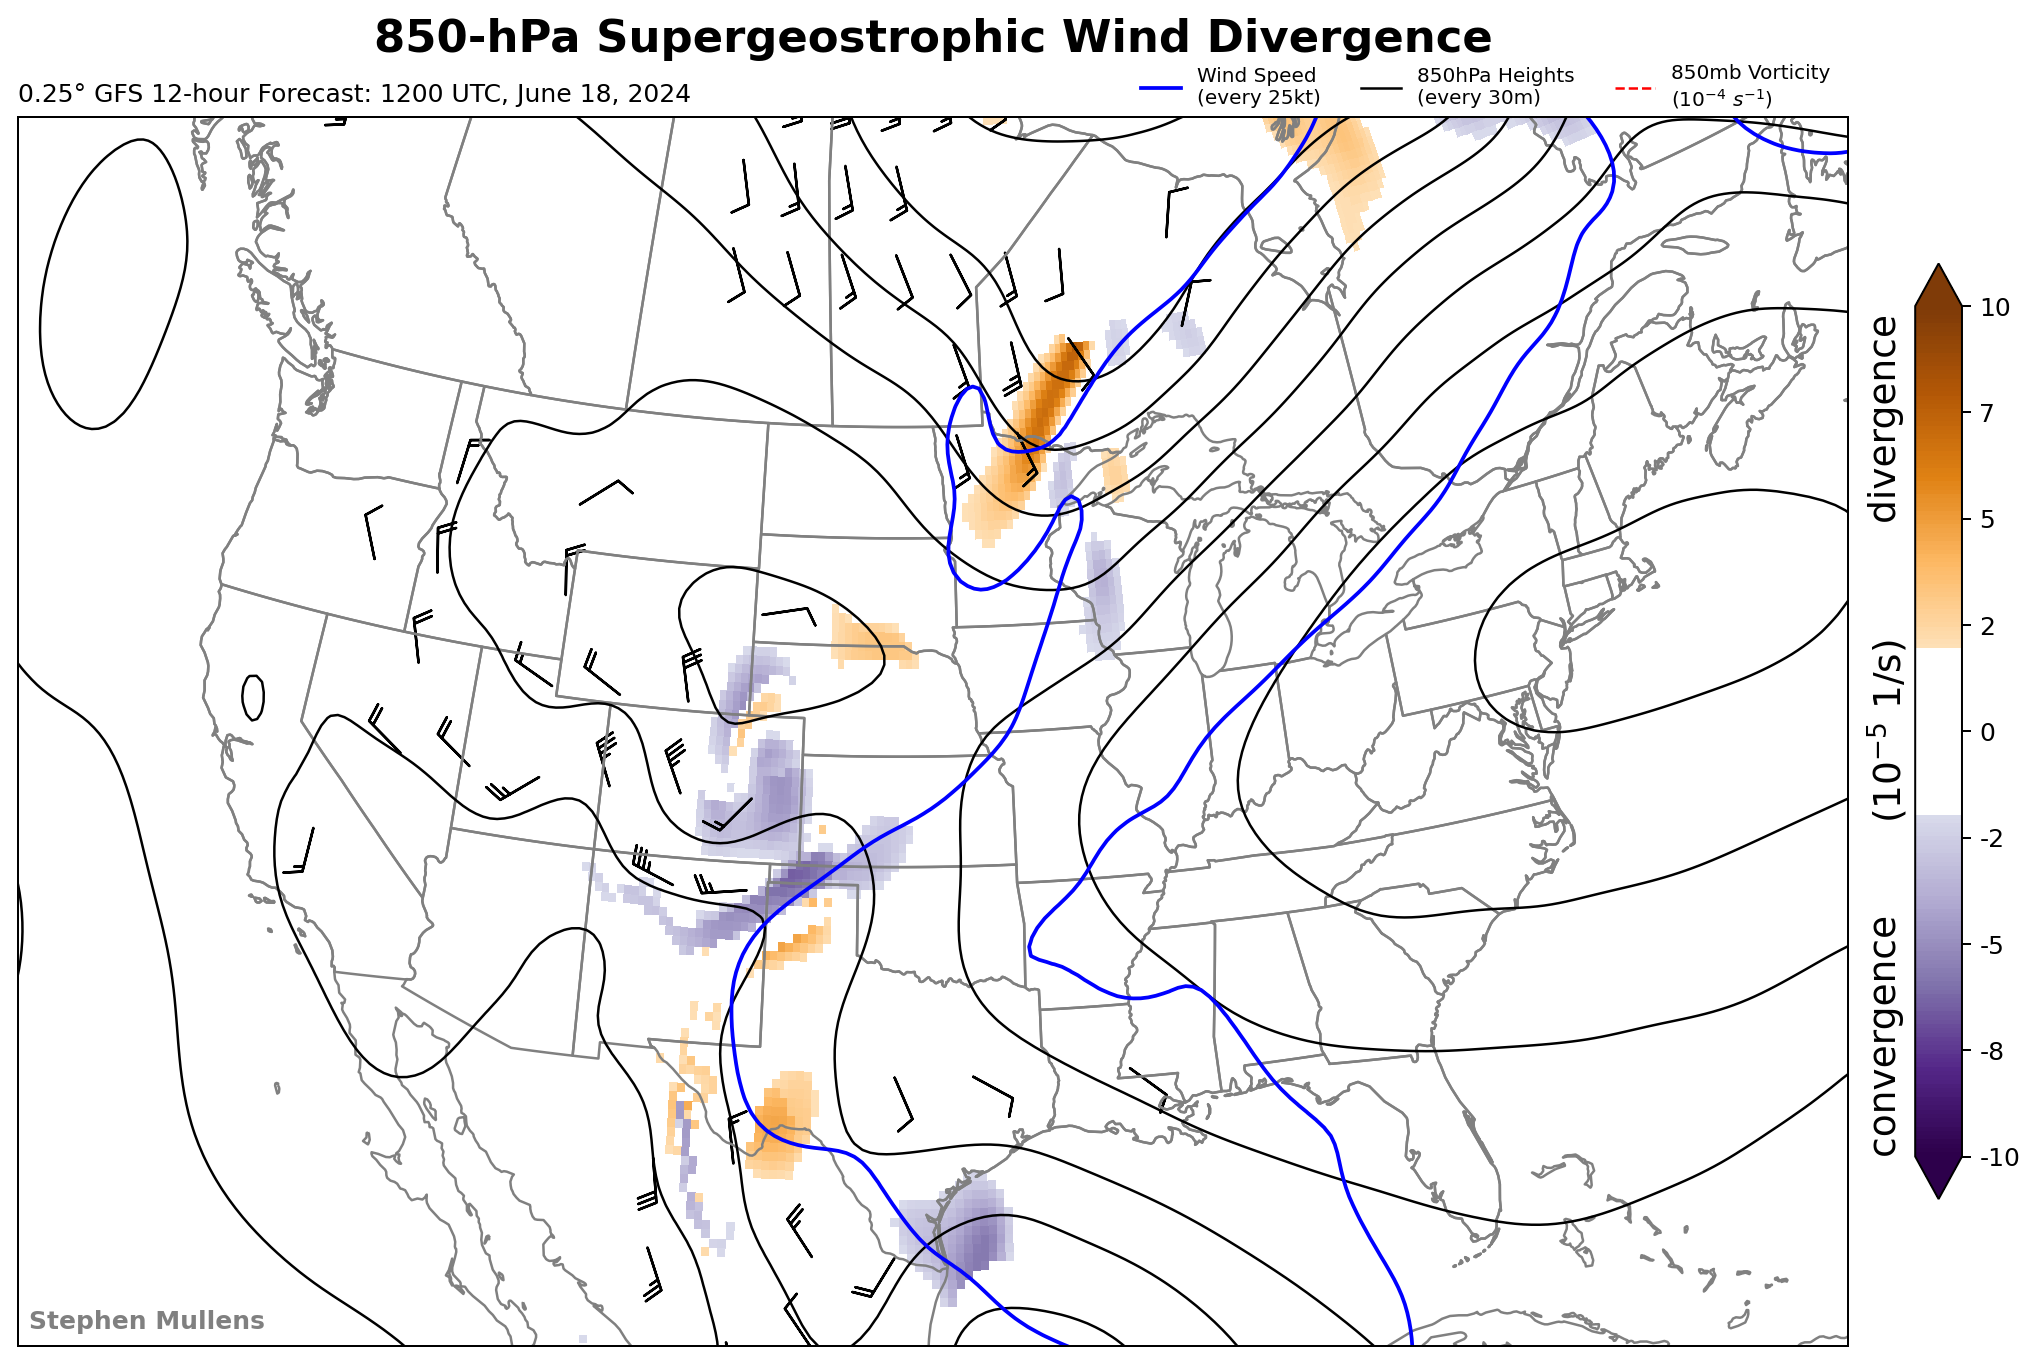 850-hPa Supergeostrophic Wind Divergence
0.25° GFS 12-hour Forecast: 1200 UTC, June 18, 2024
Wind Speed
(every 25kt)
850hPa Heights
(every 30m)
850mb Vorticity
(10⁻⁴ s⁻¹)
10
7
5
2
0
-2
-5
-8
-10
convergence (10⁻⁵ 1/s) divergence
Stephen Mullens